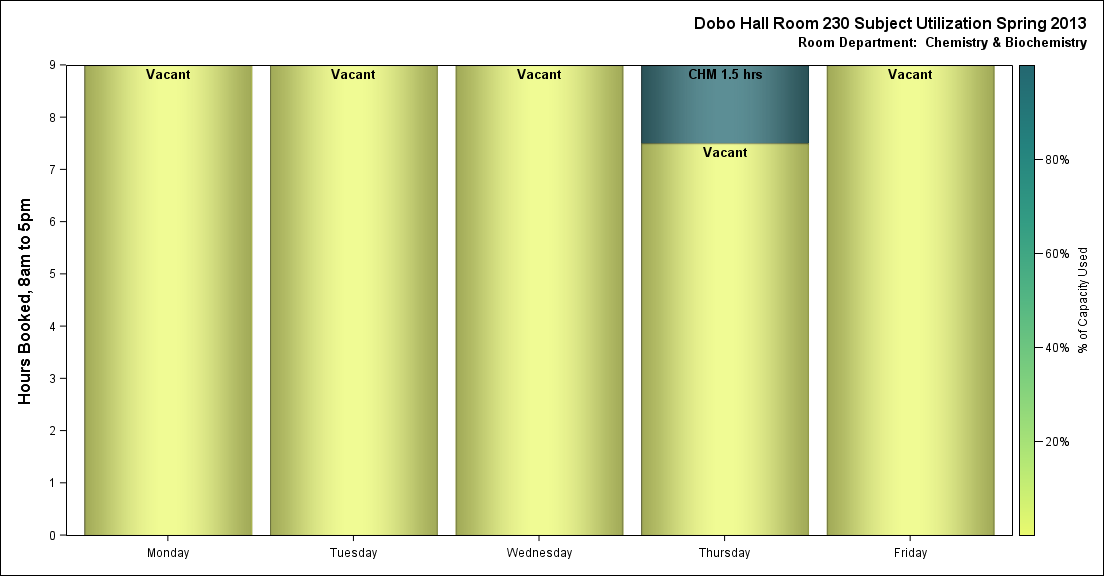 Dobo Hall Room 230 Subject Utilization Spring 2013
Room Department:  Chemistry & Biochemistry
Hours Booked, 8am to 5pm
9
8
7
6
5
4
3
2
1
0
Vacant
Vacant
Vacant
CHM 1.5 hrs
Vacant
Vacant
Monday
Tuesday
Wednesday
Thursday
Friday
80%
60%
40%
20%
% of Capacity Used